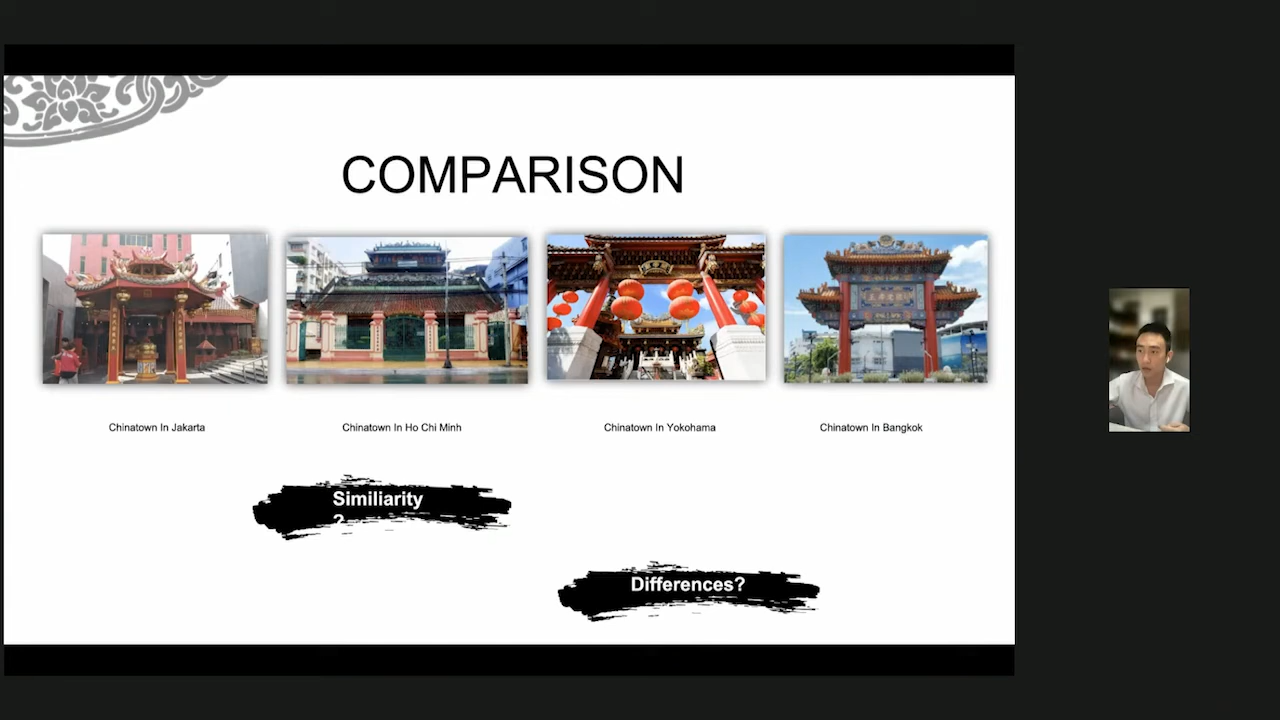 COMPARISON
Chinatown In Jakarta
Chinatown In Ho Chi Minh
Chinatown In Yokohama
Chinatown In Bangkok
Similiarity
?
Differences?